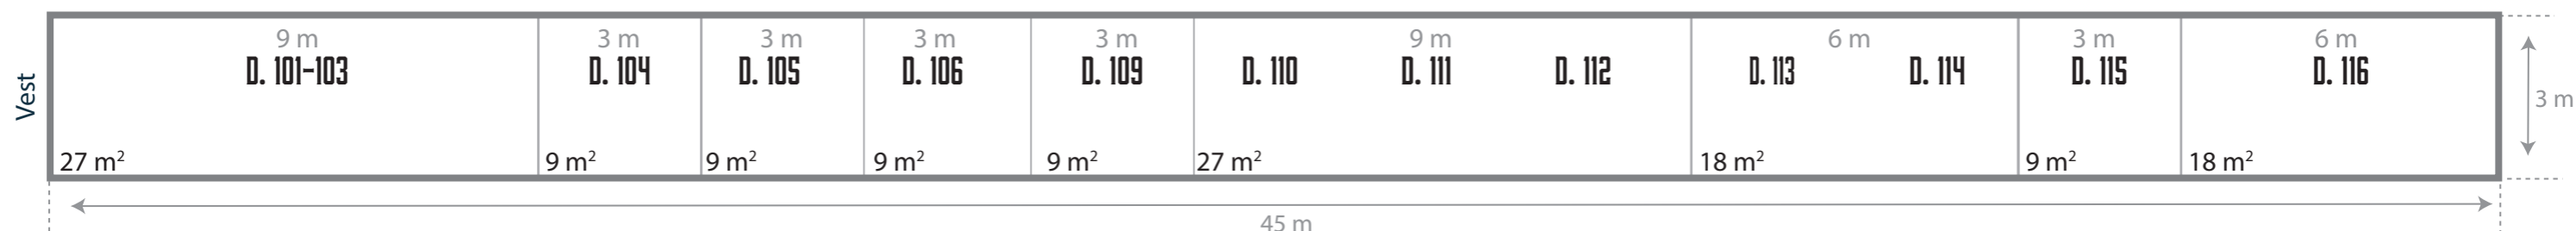 9 m 3 m 3 m 3 m 3 m 9 m 6 m 3 m 6 m
D. 101-103 D. 104 D. 105 D. 106 D. 109 D. 110 D. 111 D. 112 D. 113 D. 114 D. 115 D. 116
Vest
3 m
27 m² 9 m² 9 m² 9 m² 9 m² 27 m² 18 m² 9 m² 18 m²
45 m